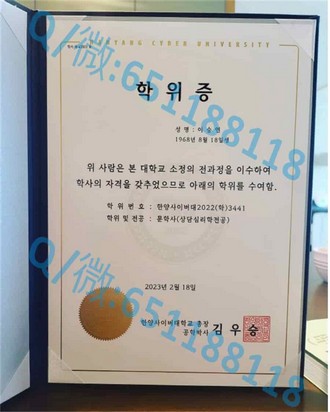 HANYANG CYBER UNIVERSITY
학 위 증
성 명 : 이 승 연
1968년 8월 18일생
위 사람은 본 대학교 소정의 전과정을 이수하여
학사의 자격을 갖추었으므로 아래의 학위를 수여함.
학 위 번 호 : 한양사이버대2022(학)3441
학위 및 전공 : 문학사(상담심리학전공)
2023년 2월 18일
한양사이버대학교 총장
공학박사 김 우 승
Q/微:651188118
Q/微:651188118
Q/微:651188118